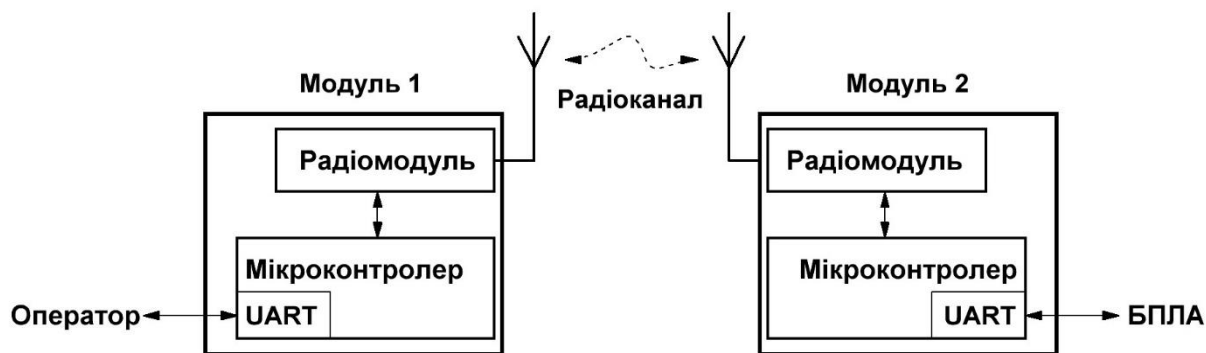 Модуль 1
Радіоканал
Модуль 2
Радіомодуль
Радіомодуль
Мікроконтролер
Мікроконтролер
Оператор
UART
UART
БПЛА